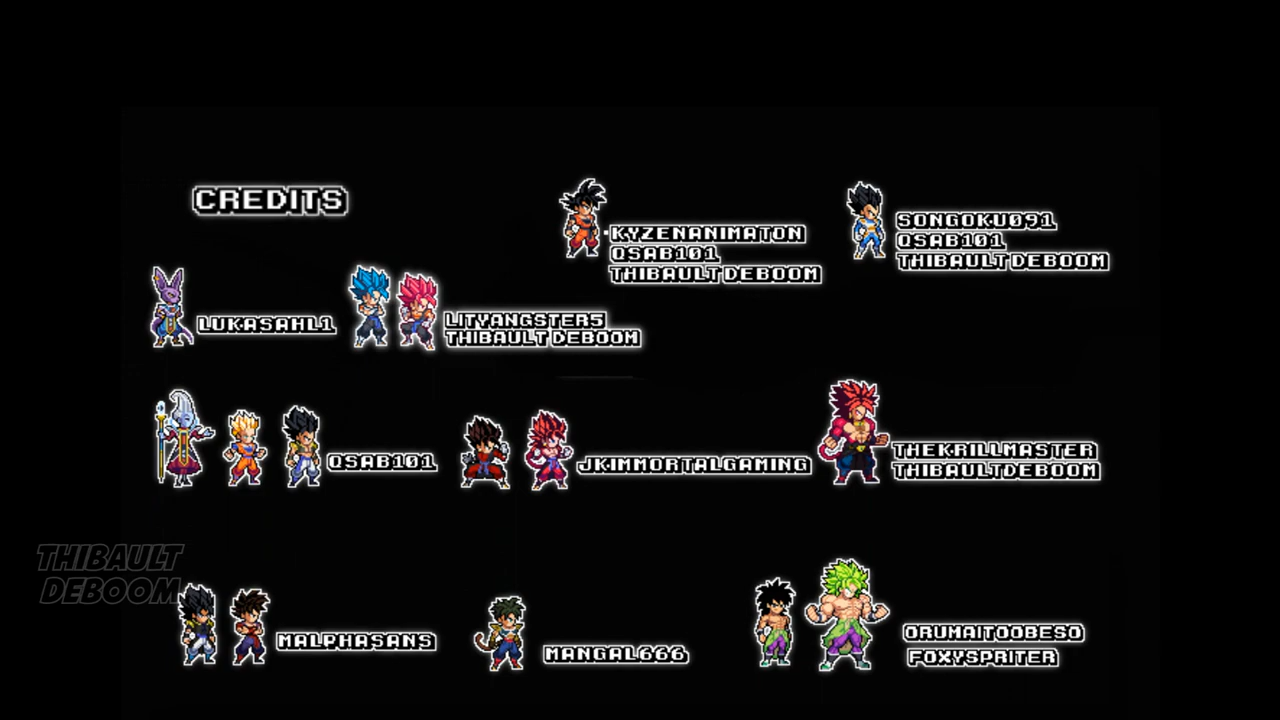 CREDITS
KYZENANIMATON
QSAB101
THIBAULT DEBOOM
SONGOKU091
QSAB101
THIBAULT DEBOOM
LUKASAHL1
LITYANGSTER5
THIBAULT DEBOOM
QSAB101
JKIMMORTALGAMING
THEKRILLMASTER
THIBAULTDEBOOM
THIBAULT
DEBOOM
MALPHASANS
MANGAL666
ORUMAITOOBESO
FOXYSPRITER